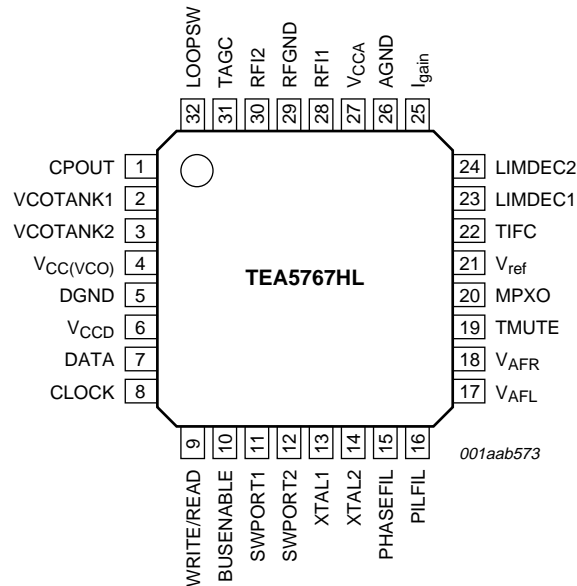 LOOPSW
TAGC
RFI2
RFGND
RFI1
VCCA
AGND
Igain
32 31 30 29 28 27 26 25
CPOUT 1
VCOTANK1 2
VCOTANK2 3
VCC(VCO) 4
DGND 5
VCCD 6
DATA 7
CLOCK 8
TEA5767HL
24 LIMDEC2
23 LIMDEC1
22 TIFC
21 Vref
20 MPXO
19 TMUTE
18 VAFR
17 VAFL
9 10 11 12 13 14 15 16
WRITE/READ
BUSENABLE
SWPORT1
SWPORT2
XTAL1
XTAL2
PHASEFIL
PILFIL
001aab573